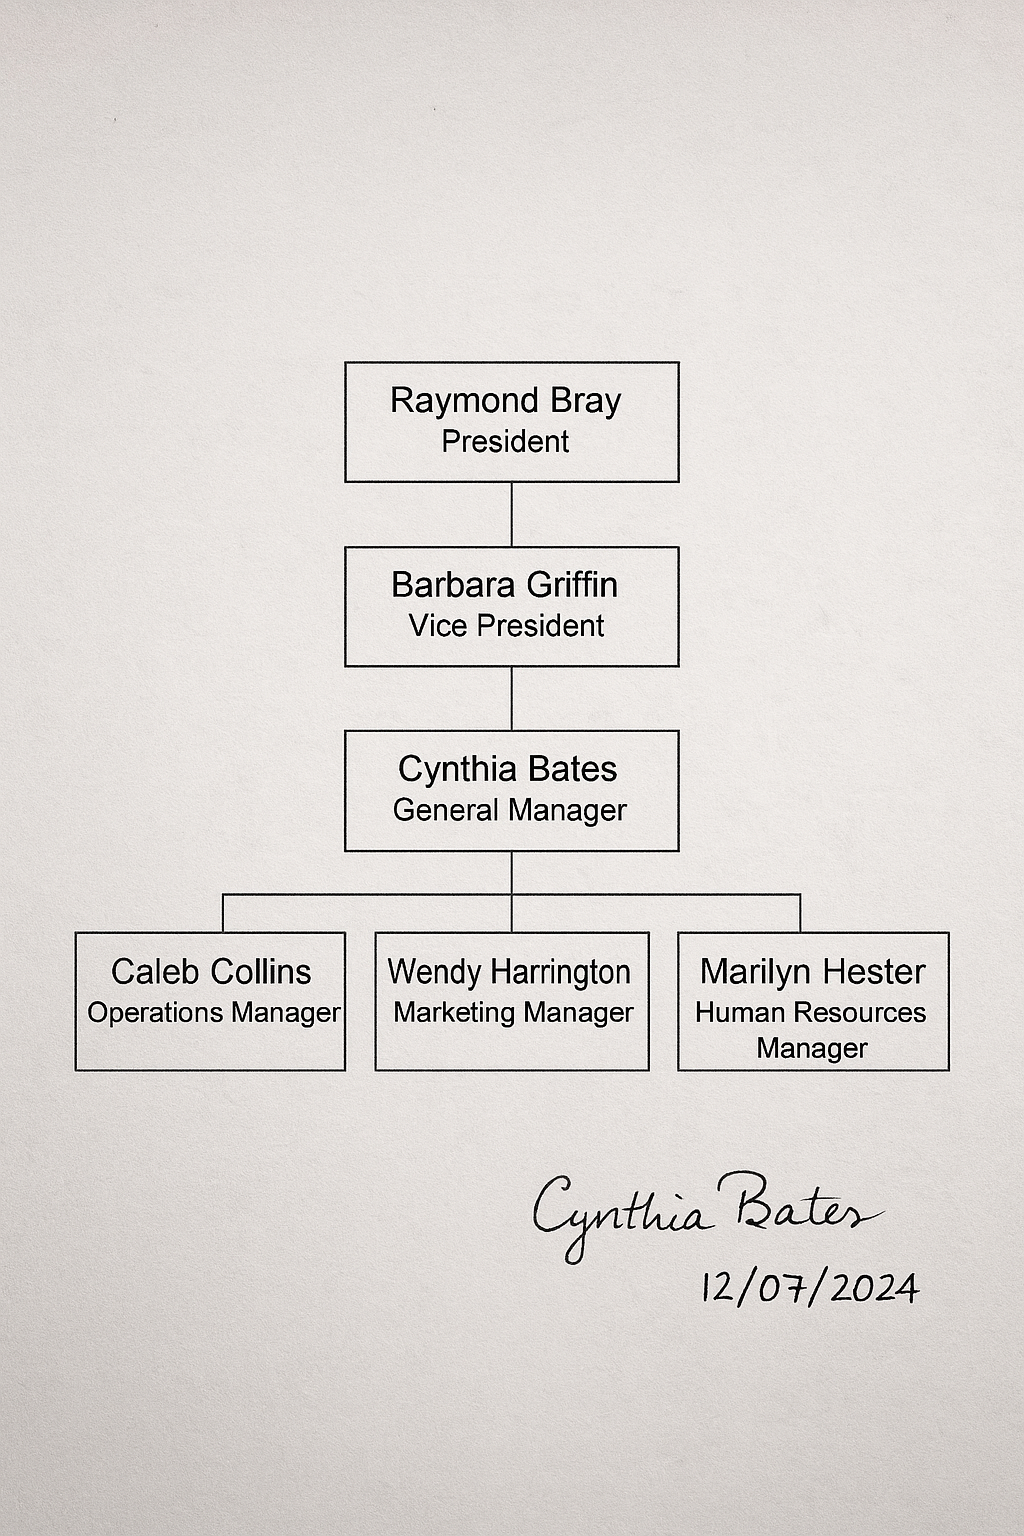 Raymond Bray
President
Barbara Griffin
Vice President
Cynthia Bates
General Manager
Caleb Collins
Operations Manager
Wendy Harrington
Marketing Manager
Marilyn Hester
Human Resources
Manager
Cynthia Bates
12/07/2024